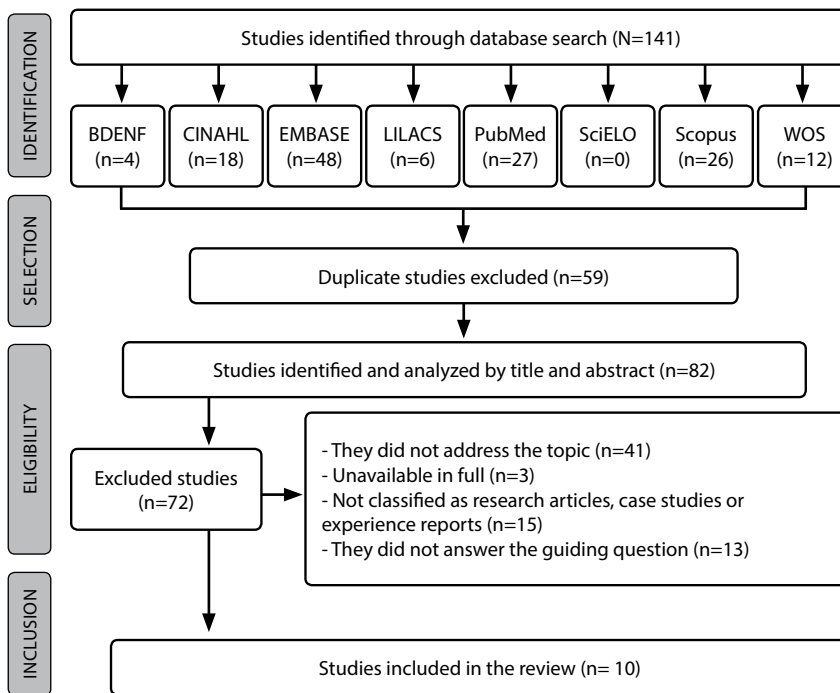 IDENTIFICATION
Studies identified through database search (N=141)
BDENF
(n=4)
CINAHL
(n=18)
EMBASE
(n=48)
LILACS
(n=6)
PubMed
(n=27)
SciELO
(n=0)
Scopus
(n=26)
WOS
(n=12)
SELECTION
Duplicate studies excluded (n=59)
ELIGIBILITY
Studies identified and analyzed by title and abstract (n=82)
Excluded studies
(n=72)
- They did not address the topic (n=41)
- Unavailable in full (n=3)
- Not classified as research articles, case studies or
experience reports (n=15)
- They did not answer the guiding question (n=13)
INCLUSION
Studies included in the review (n= 10)